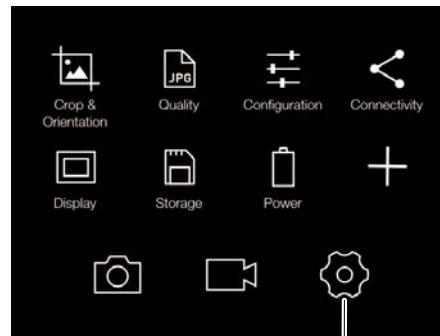 JPG
Crop &
Orientation
Quality
Configuration
Connectivity
Display
Storage
Power